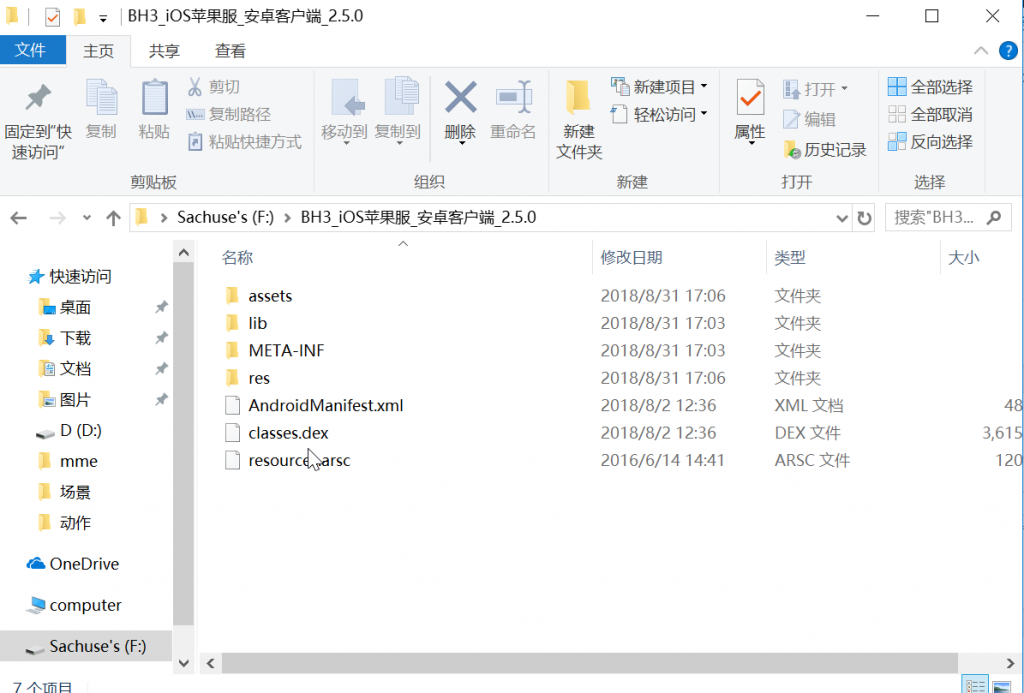 BH3_iOS苹果服_安卓客户端_2.5.0
文件 主页 共享 查看
固定到"快速访问"
复制
粘贴
剪切
复制路径
粘贴快捷方式
剪贴板
移动到 复制到 删除 重命名
组织
新建
文件夹
新建项目
轻松访问
新建
属性
打开
编辑
历史记录
打开
全部选择
全部取消
反向选择
选择
Sachuse's (F:) BH3_iOS苹果服_安卓客户端_2.5.0
搜索"BH3...
名称 修改日期 类型 大小
快速访问
桌面
下载
文档
图片
D (D:)
mme
场景
动作
OneDrive
computer
Sachuse's (F:)
assets 2018/8/31 17:06 文件夹
lib 2018/8/31 17:03 文件夹
META-INF 2018/8/31 17:03 文件夹
res 2018/8/31 17:06 文件夹
AndroidManifest.xml 2018/8/2 12:36 XML 文档 48
classes.dex 2018/8/2 12:36 DEX 文件 3,615
resources.arsc 2016/6/14 14:41 ARSC 文件 120
7 个项目